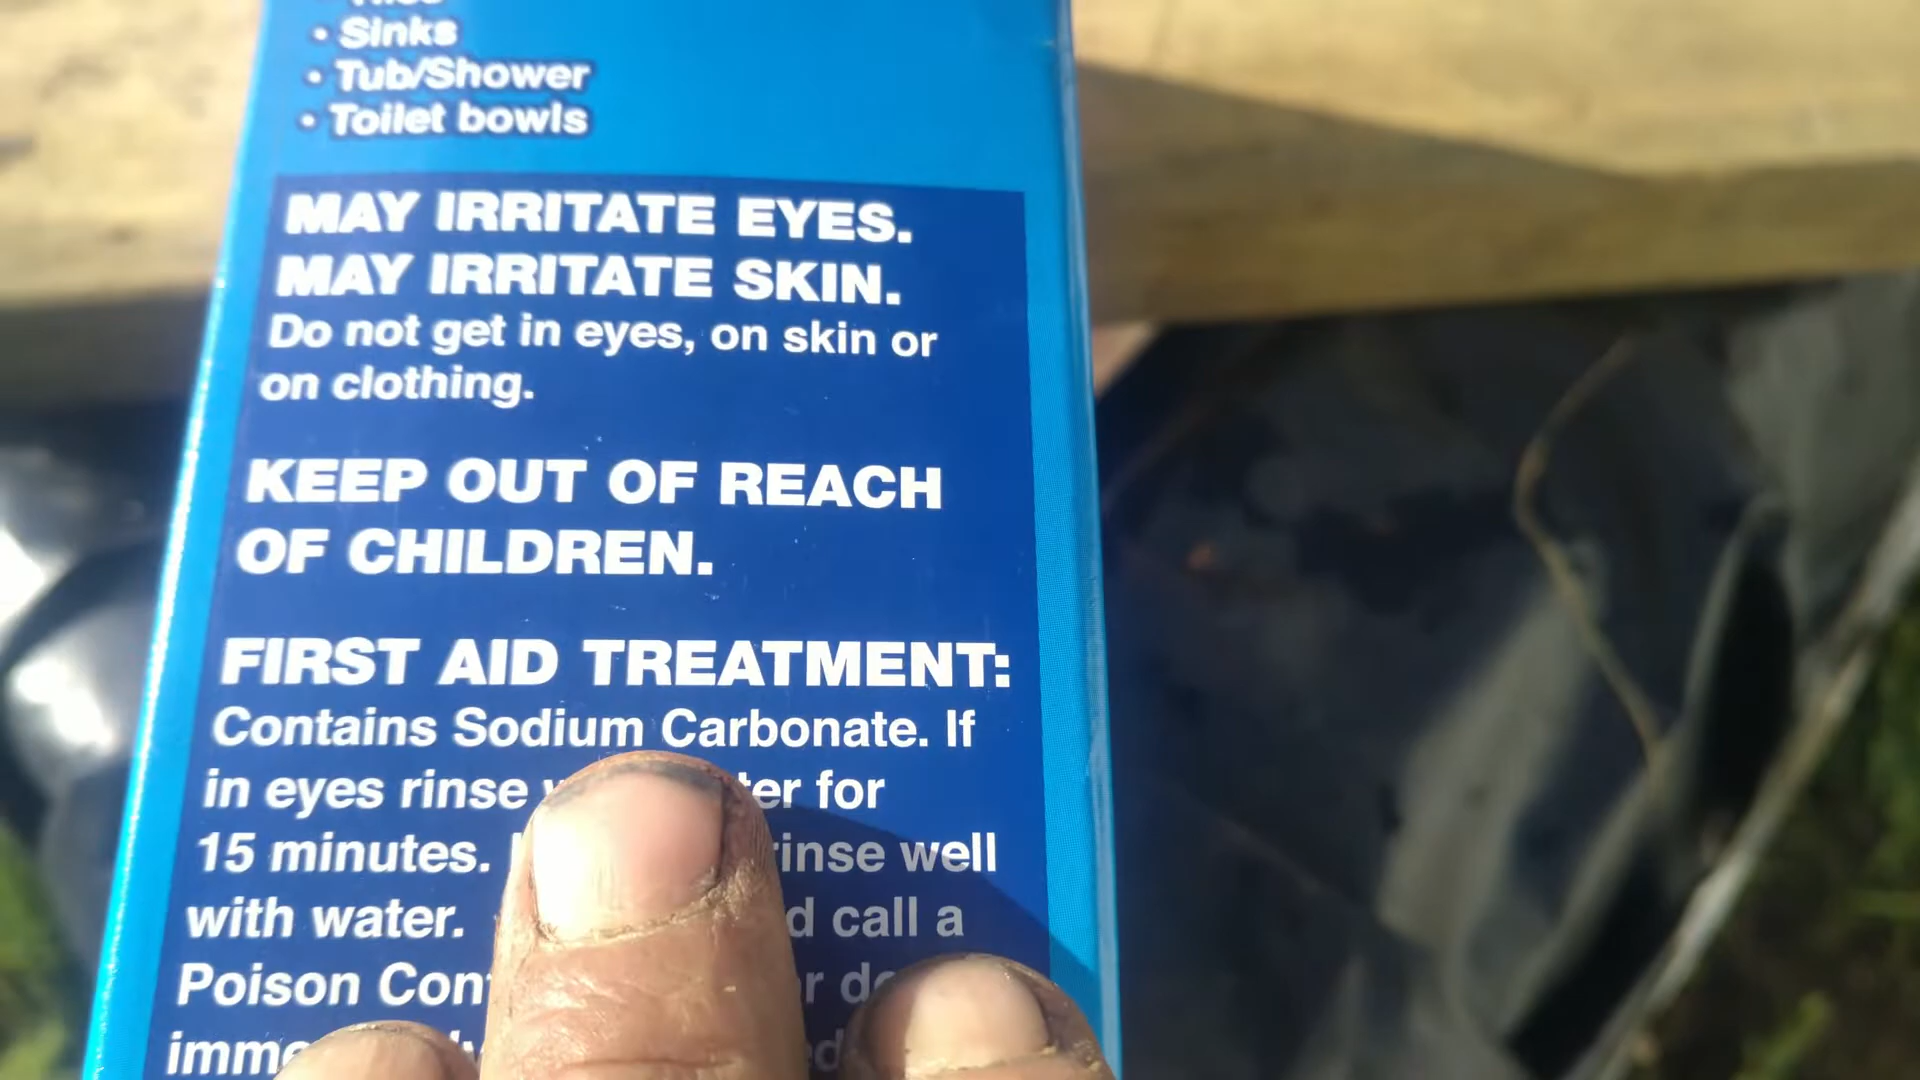 • Sinks
• Tub/Shower
• Toilet bowls
MAY IRRITATE EYES.
MAY IRRITATE SKIN.
Do not get in eyes, on skin or
on clothing.
KEEP OUT OF REACH
OF CHILDREN.
FIRST AID TREATMENT:
Contains Sodium Carbonate. If
in eyes rinse for
15 minutes. rinse well
with water. call a
Poison